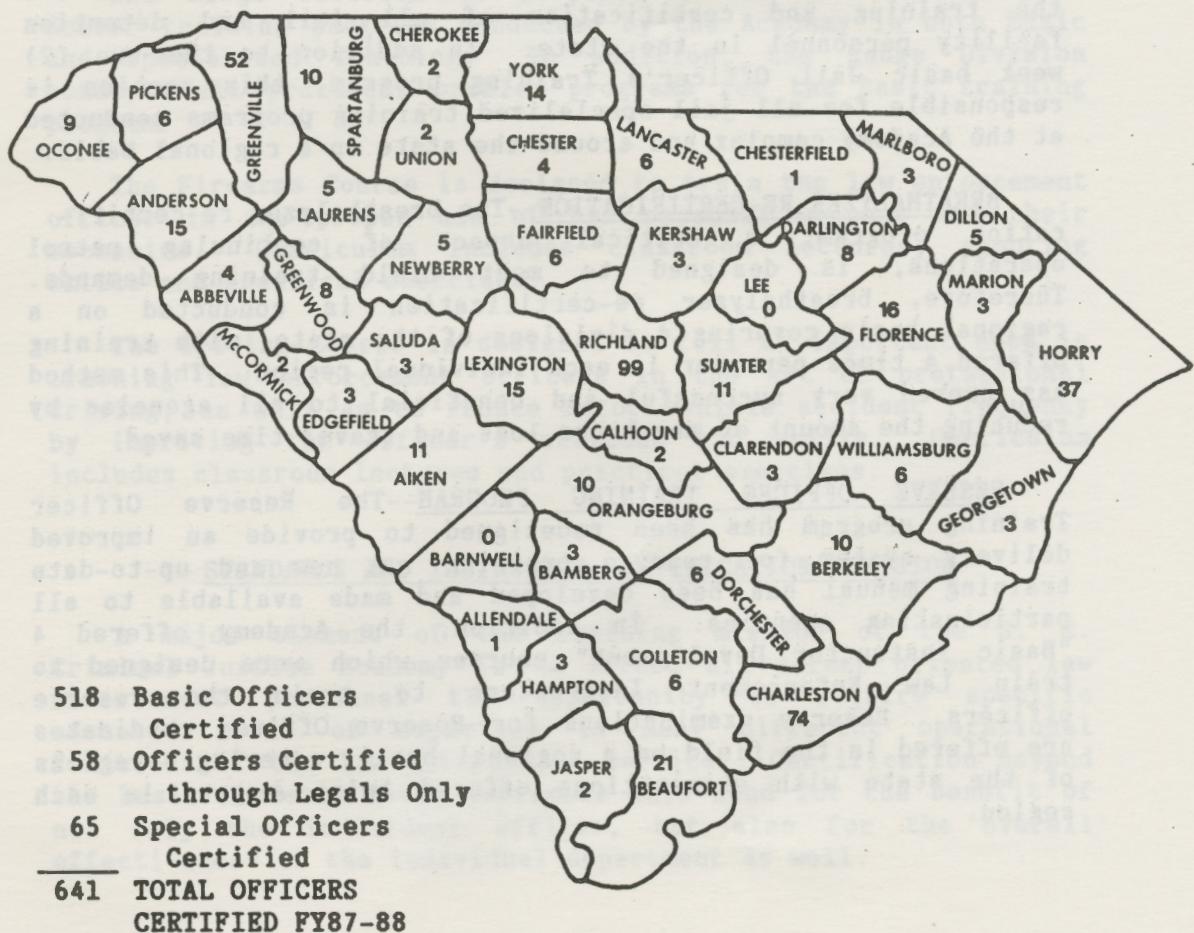 CHEROKEE
2
52
GREENVILLE
10
SPARTANBURG
YORK
14
PICKENS
6
9
OCONEE
2
UNION
CHESTER
4
LANCASTER
6
CHESTERFIELD
1
MARLBORO
3
ANDERSON
15
5
LAURENS
FAIRFIELD
6
KERSHAW
3
DARLINGTON
8
DILLON
5
5
NEWBERRY
4
ABBEVILLE
GREENWOOD
8
LEE
0
16
FLORENCE
MARION
3
McCORMICK
2
SALUDA
3
LEXINGTON
15
RICHLAND
99
SUMTER
11
HORRY
37
3
EDGEFIELD
CALHOUN
2
CLARENDON
3
WILLIAMSBURG
6
11
AIKEN
10
ORANGEBURG
GEORGETOWN
3
0
BARNWELL
3
BAMBERG
6
DORCHESTER
10
BERKELEY
ALLENDALE
1
3
HAMPTON
COLLETON
6
CHARLESTON
74
JASPER
2
21
BEAUFORT
518 Basic Officers
Certified
58 Officers Certified
through Legals Only
65 Special Officers
Certified
641 TOTAL OFFICERS
CERTIFIED FY87-88